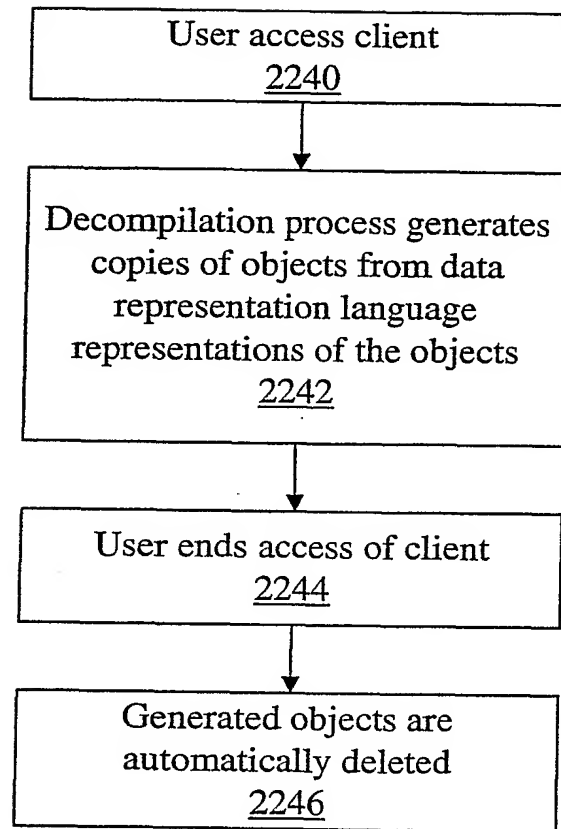 User access client
2240
Decompilation process generates
copies of objects from data
representation language
representations of the objects
2242
User ends access of client
2244
Generated objects are
automatically deleted
2246